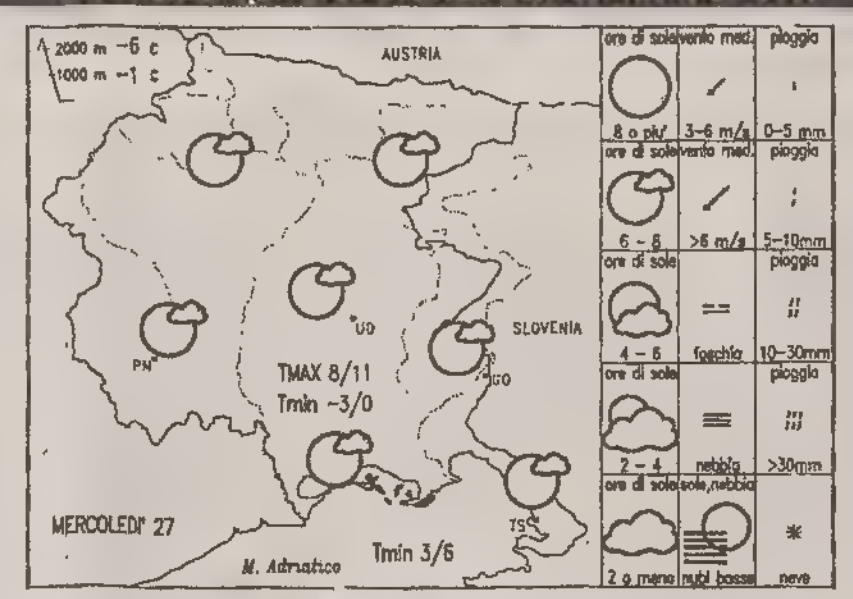 2000 m -6 c
1000 m -1 c
AUSTRIA
SLOVENIA
UD
PN
GO
TMAX 8/11
Tmin -3/0
TS
MERCOLEDI' 27
M. Adriatico
Tmin 3/6
ore di sole vento med. pioggia
8 o piu' 3-6 m/s 0-5 mm
ore di sole vento med. pioggia
6 - 8 >6 m/s 5-10mm
ore di sole pioggia
4 - 6 foschia 10-30mm
ore di sole pioggia
2 - 4 nebbia >30mm
ore di sole sole,nebbia
2 o meno nubi basse neve